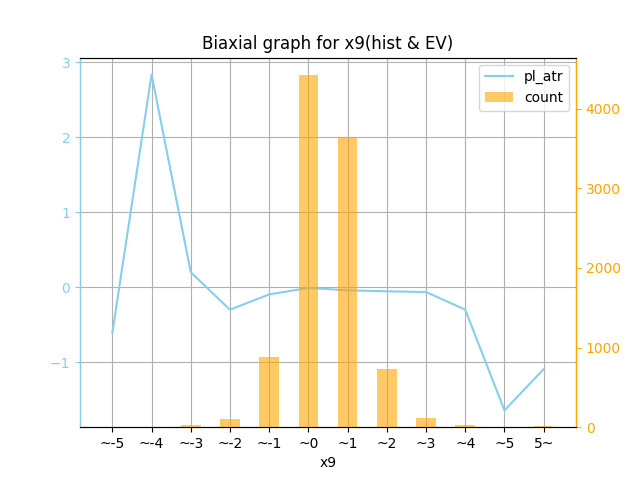 Biaxial graph for x9(hist & EV)
pl_atr
count
3
2
1
0
−1
4000
3000
2000
1000
0
~-5 ~-4 ~-3 ~-2 ~-1 ~0 ~1 ~2 ~3 ~4 ~5 5~
x9